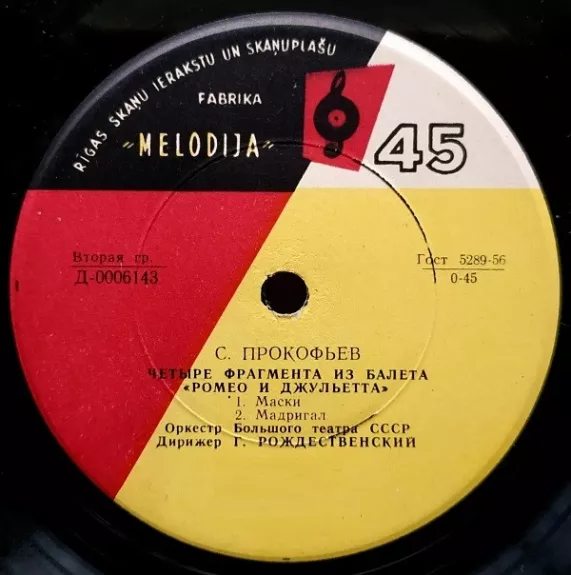 RĪGAS SKAŅU IERAKSTU UN SKAŅUPLAŠU
FABRIKA
"MELODIJA"
45
Вторая гр.
Д-0006143
Гост 5289-56
0-45
С. ПРОКОФЬЕВ
ЧЕТЫРЕ ФРАГМЕНТА ИЗ БАЛЕТА
«РОМЕО И ДЖУЛЬЕТТА»
1. Маски
2. Мадригал
Оркестр Большого театра СССР
Дирижер Г. РОЖДЕСТВЕНСКИЙ